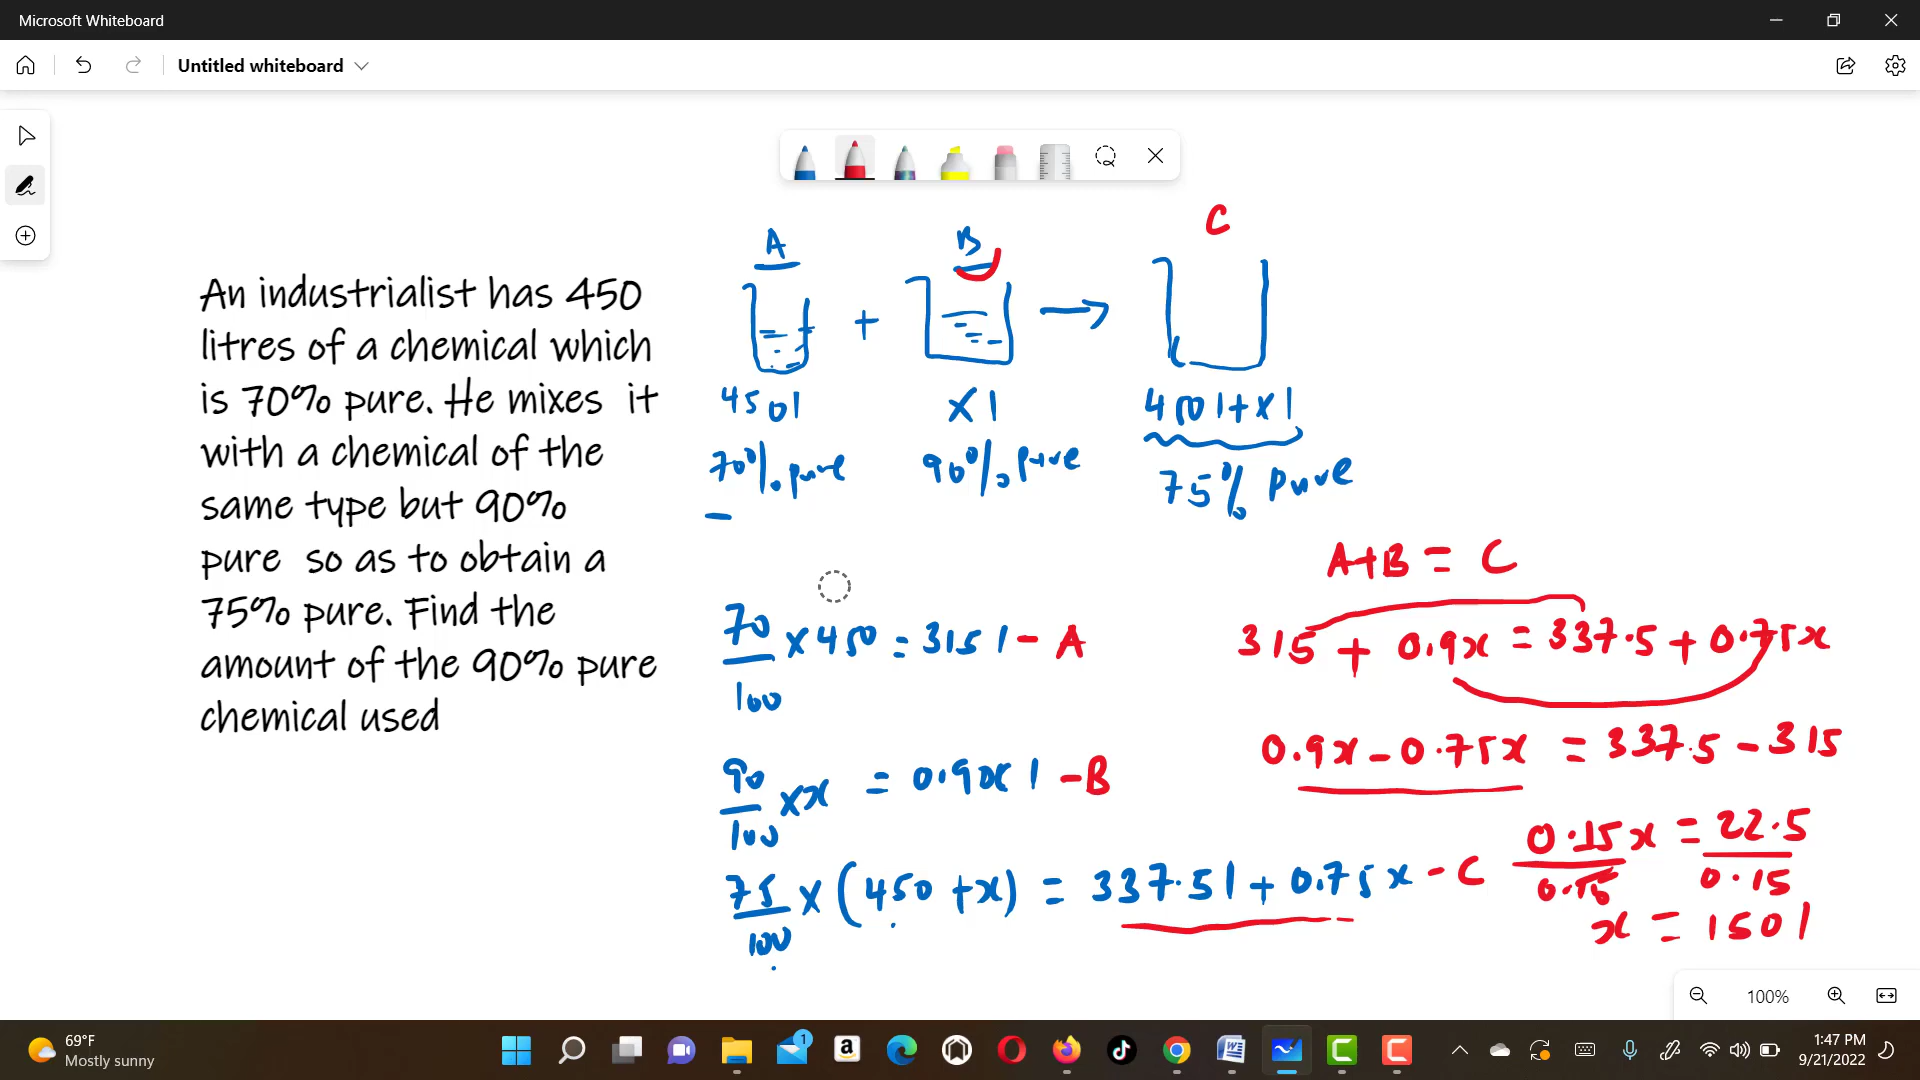 Microsoft Whiteboard
Untitled whiteboard
An industrialist has 450
litres of a chemical which
is 70% pure. He mixes it
with a chemical of the
same type but 90%
pure so as to obtain a
75% pure. Find the
amount of the 90% pure
chemical used
A
B
C
+
450l
x l
450l + x l
70% pure
90% pure
75% pure
A+B = C
70/100 × 450 = 315 l - A
315 + 0.9x = 337.5 + 0.75x
0.9x - 0.75x = 337.5 - 315
90/100 × x = 0.90x l - B
0.15x/0.15 = 22.5/0.15
75/100 × (450 + x) = 337.5l + 0.75x - C
x = 150 l
100%
1
69°F
Mostly sunny
1:47 PM
9/21/2022